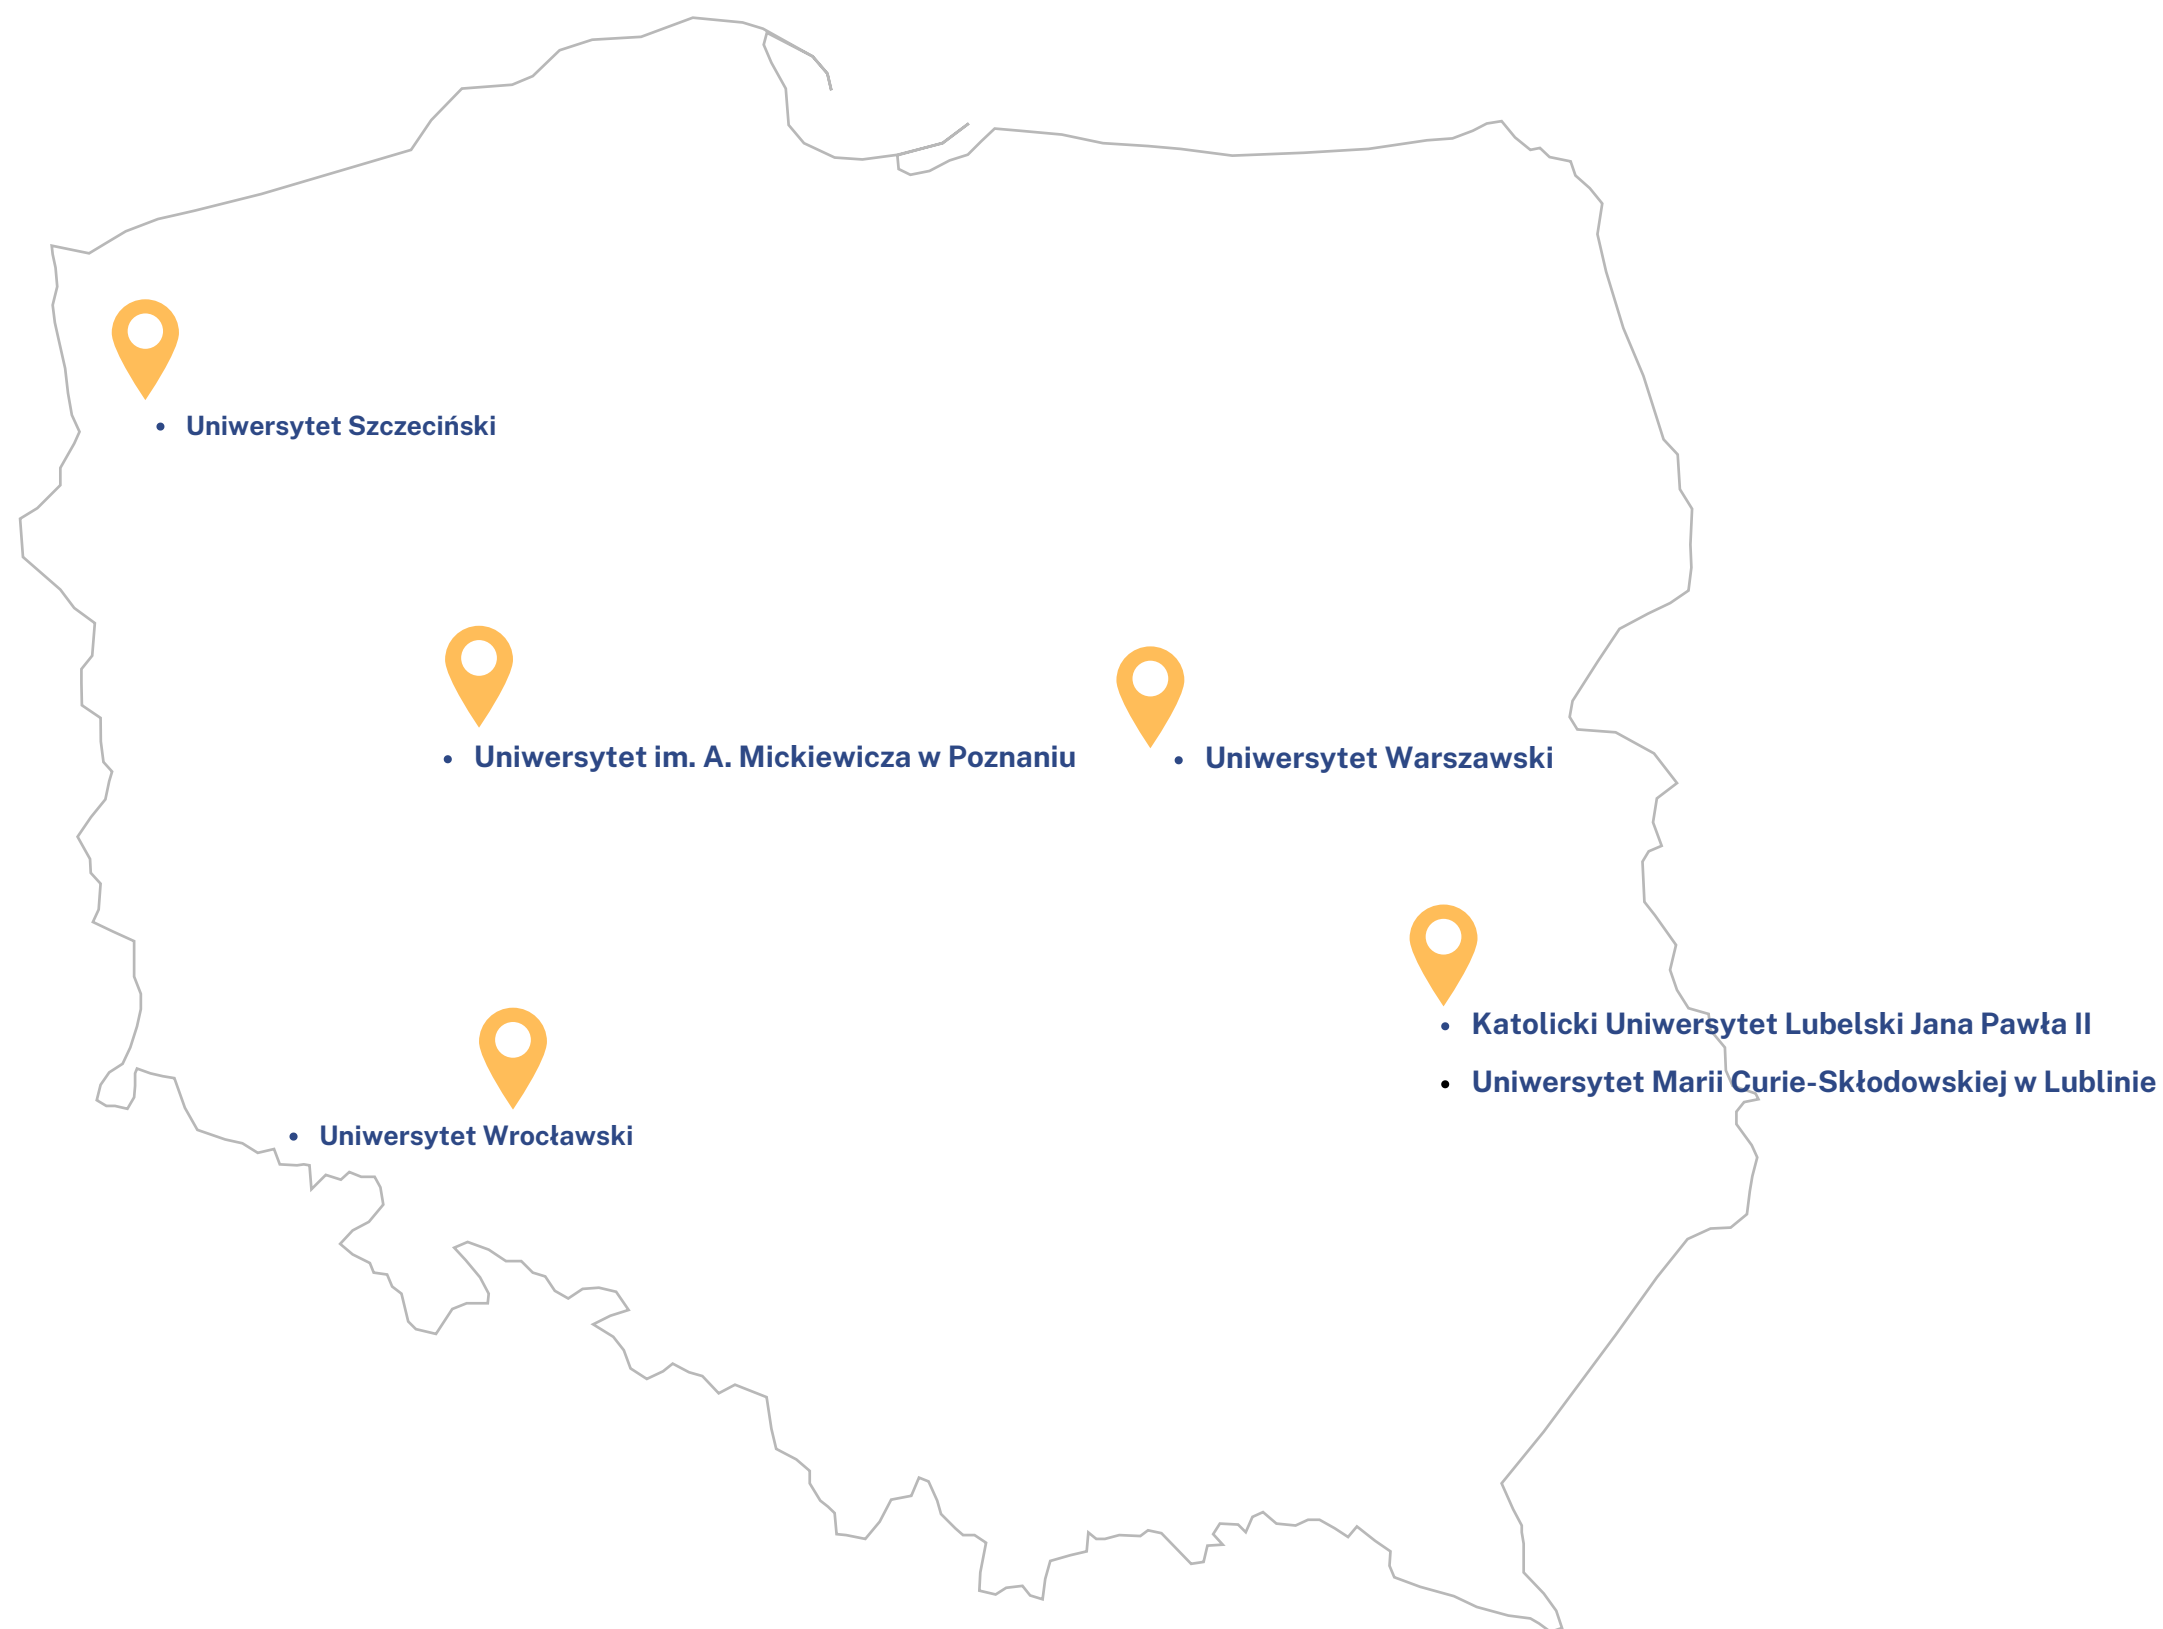 • Uniwersytet Szczeciński
• Uniwersytet im. A. Mickiewicza w Poznaniu
• Uniwersytet Warszawski
• Katolicki Uniwersytet Lubelski Jana Pawła II
• Uniwersytet Marii Curie-Skłodowskiej w Lublinie
• Uniwersytet Wrocławski